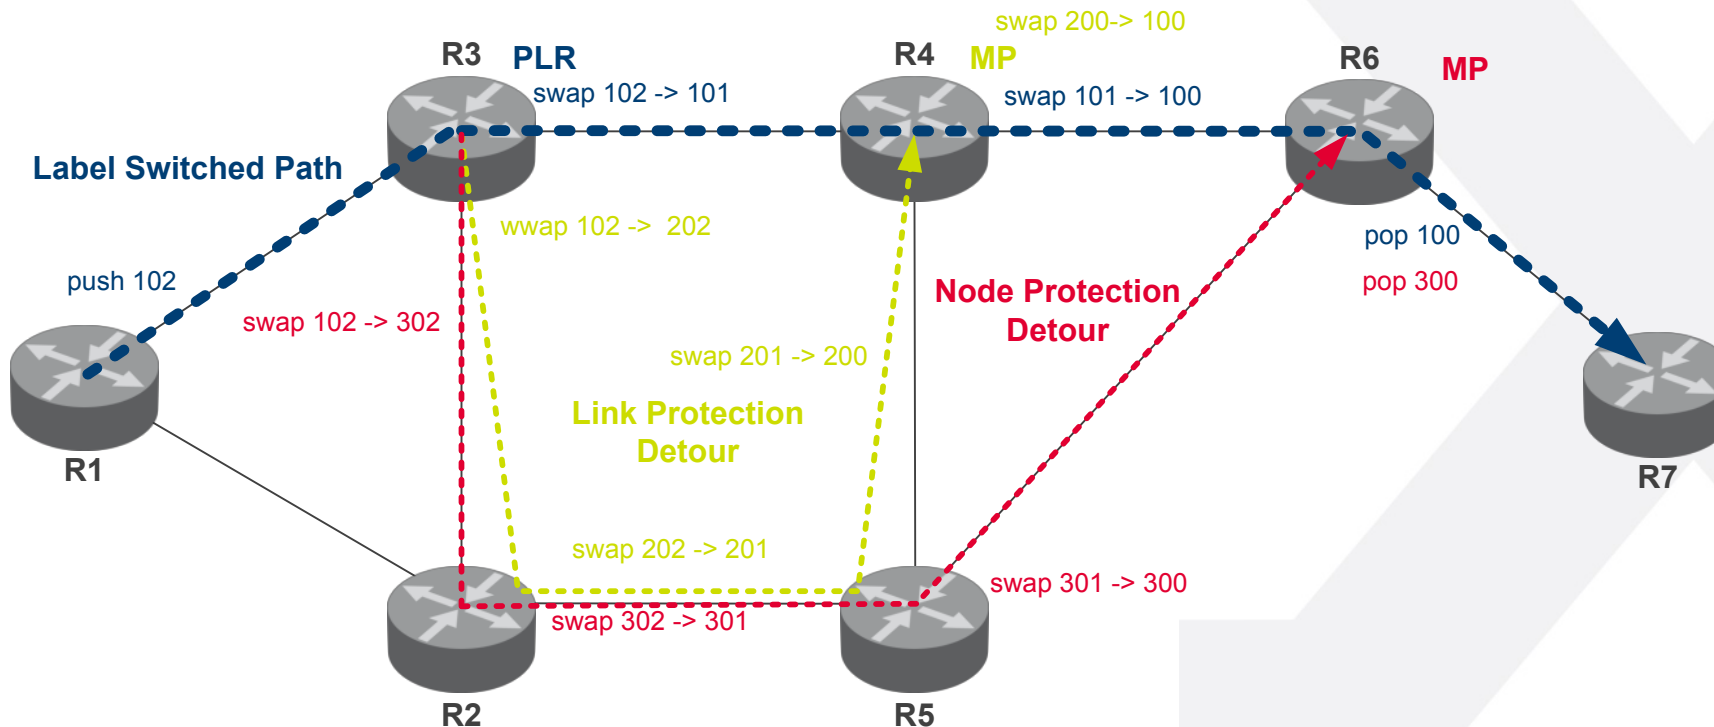 swap 200-> 100
R3 PLR
R4 MP
R6 MP
swap 102 -> 101
swap 101 -> 100
Label Switched Path
wwap 102 ->  202
pop 100
push 102
pop 300
swap 102 -> 302
Node Protection
Detour
swap 201 -> 200
Link Protection
Detour
R1
R7
swap 202 -> 201
swap 301 -> 300
swap 302 -> 301
R2
R5